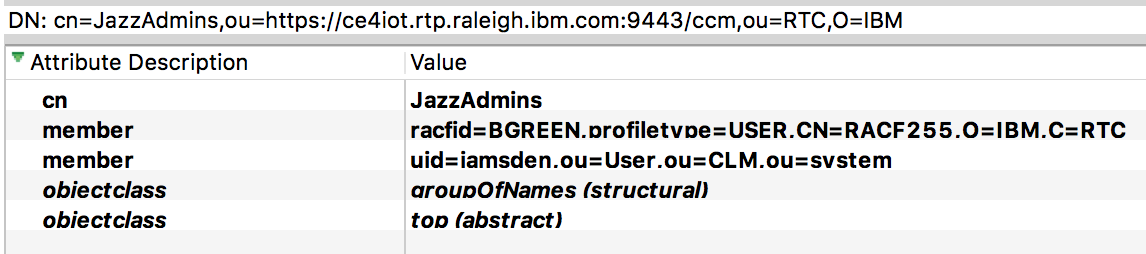 DN: cn=JazzAdmins,ou=https://ce4iot.rtp.raleigh.ibm.com:9443/ccm,ou=RTC,O=IBM
Attribute Description Value
cn JazzAdmins
member racfid=BGREEN,profiletype=USER,CN=RACF255,O=IBM,C=RTC
member uid=jamsden,ou=User,ou=CLM,ou=system
objectclass groupOfNames (structural)
objectclass top (abstract)